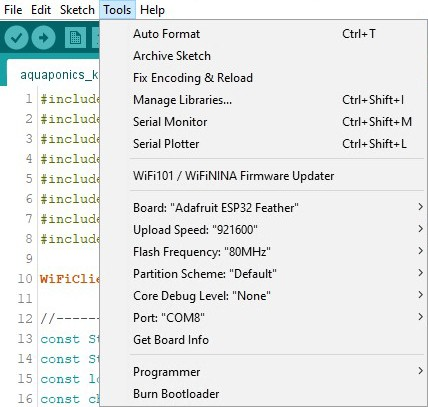 File Edit Sketch Tools Help
Auto Format Ctrl+T
Archive Sketch
Fix Encoding & Reload
Manage Libraries... Ctrl+Shift+I
Serial Monitor Ctrl+Shift+M
Serial Plotter Ctrl+Shift+L
WiFi101 / WiFiNINA Firmware Updater
Board: "Adafruit ESP32 Feather"
Upload Speed: "921600"
Flash Frequency: "80MHz"
Partition Scheme: "Default"
Core Debug Level: "None"
Port: "COM8"
Get Board Info
Programmer
Burn Bootloader
aquaponics_k
1 #include
2 #include
3 #include
4 #include
5 #include
6 #include
7 #include
8 #include
9
10 WiFiClie
11
12 //-----
13 const St
14 const St
15 const lo
16 const ch